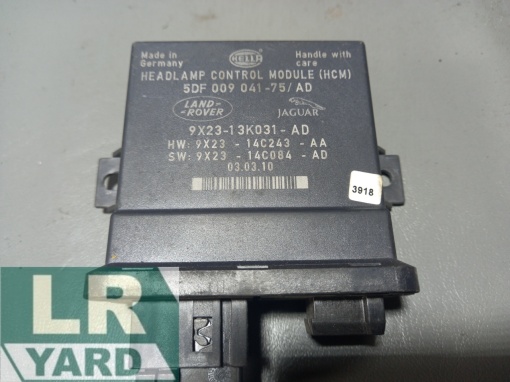 Made in Germany
HELLA
Handle with care
HEADLAMP CONTROL MODULE (HCM)
5DF 009 041-75/AD
LAND-ROVER
JAGUAR
9X23-13K031-AD
HW: 9X23 - 14C243 - AA
SW: 9X23 - 14C084 - AD
03.03.10
3918
LR
YARD